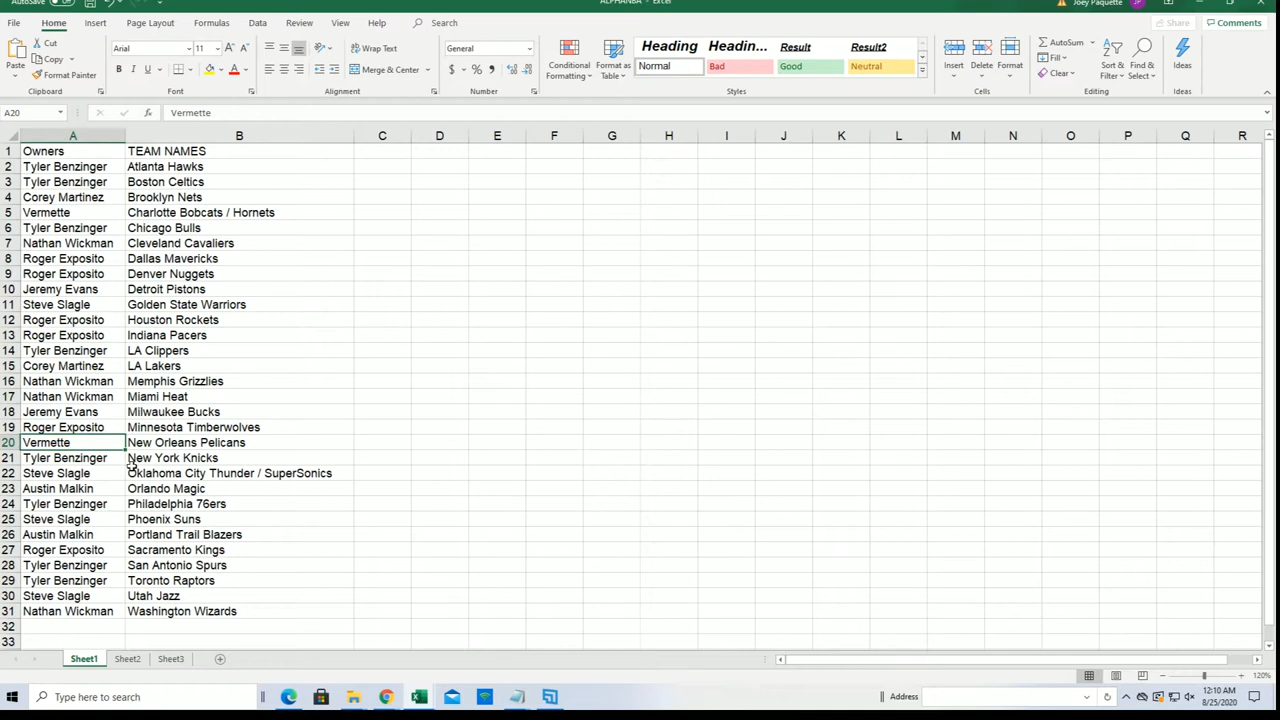 AutoSave Off ALPHANBA - Excel Joey Paquette JP
File Home Insert Page Layout Formulas Data Review View Help Search Share Comments
Cut
Copy
Format Painter
Paste
Arial 11 A A
B I U A
Wrap Text
Merge & Center
General
$ % ,
Conditional Formatting Format as Table
Heading Headin... Result Result2
Normal Bad Good Neutral
Insert Delete Format
AutoSum
Fill
Clear
Sort & Filter Find & Select
Ideas
Clipboard Font Alignment Number Styles Cells Editing Ideas
A20 fx Vermette
A B C D E F G H I J K L M N O P Q R
1 Owners TEAM NAMES
2 Tyler Benzinger Atlanta Hawks
3 Tyler Benzinger Boston Celtics
4 Corey Martinez Brooklyn Nets
5 Vermette Charlotte Bobcats / Hornets
6 Tyler Benzinger Chicago Bulls
7 Nathan Wickman Cleveland Cavaliers
8 Roger Exposito Dallas Mavericks
9 Roger Exposito Denver Nuggets
10 Jeremy Evans Detroit Pistons
11 Steve Slagle Golden State Warriors
12 Roger Exposito Houston Rockets
13 Roger Exposito Indiana Pacers
14 Tyler Benzinger LA Clippers
15 Corey Martinez LA Lakers
16 Nathan Wickman Memphis Grizzlies
17 Nathan Wickman Miami Heat
18 Jeremy Evans Milwaukee Bucks
19 Roger Exposito Minnesota Timberwolves
20 Vermette New Orleans Pelicans
21 Tyler Benzinger New York Knicks
22 Steve Slagle Oklahoma City Thunder / SuperSonics
23 Austin Malkin Orlando Magic
24 Tyler Benzinger Philadelphia 76ers
25 Steve Slagle Phoenix Suns
26 Austin Malkin Portland Trail Blazers
27 Roger Exposito Sacramento Kings
28 Tyler Benzinger San Antonio Spurs
29 Tyler Benzinger Toronto Raptors
30 Steve Slagle Utah Jazz
31 Nathan Wickman Washington Wizards
32
33
Sheet1 Sheet2 Sheet3
120%
Type here to search Address 12:10 AM
8/25/2020